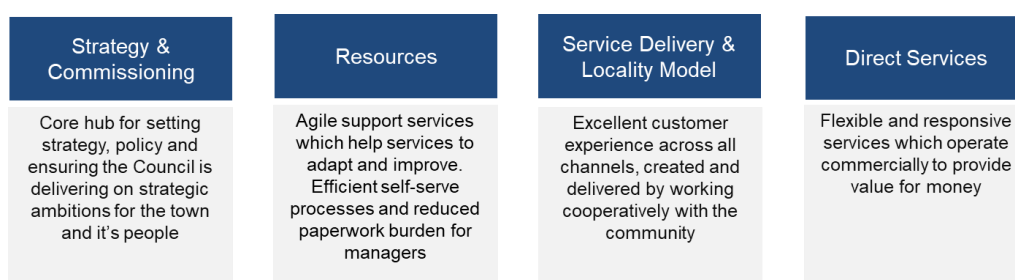 Strategy &
Commissioning
Core hub for setting
strategy, policy and
ensuring the Council is
delivering on strategic
ambitions for the town
and it's people
Resources
Agile support services
which help services to
adapt and improve.
Efficient self-serve
processes and reduced
paperwork burden for
managers
Service Delivery &
Locality Model
Excellent customer
experience across all
channels, created and
delivered by working
cooperatively with the
community
Direct Services
Flexible and responsive
services which operate
commercially to provide
value for money